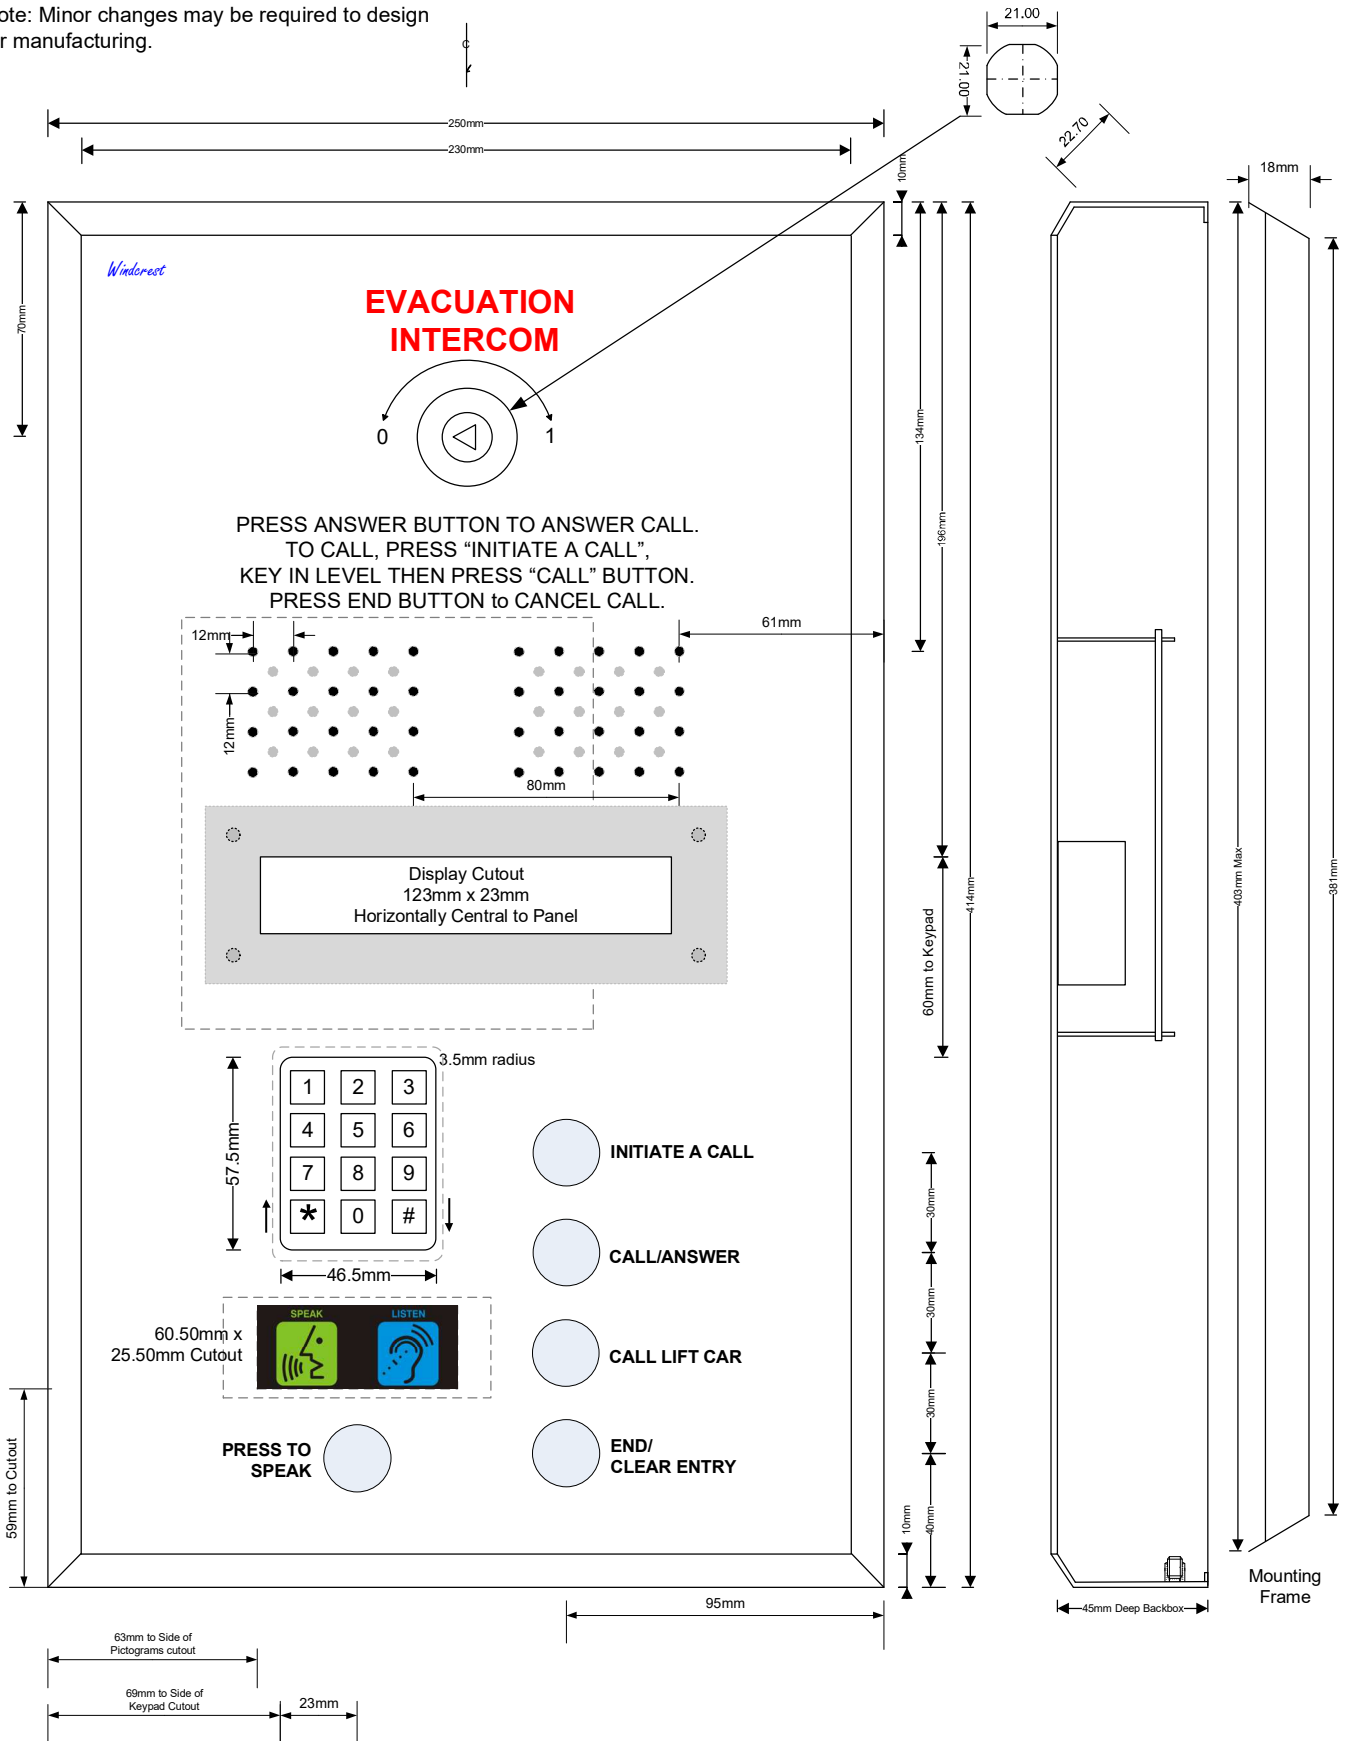 ote: Minor changes may be required to design
r manufacturing.
C
21.00
21.00
22.70
250mm
230mm
10mm
18mm
Windcrest
70mm
EVACUATION
INTERCOM
0
1
134mm
196mm
PRESS ANSWER BUTTON TO ANSWER CALL.
TO CALL, PRESS “INITIATE A CALL”,
KEY IN LEVEL THEN PRESS “CALL” BUTTON.
PRESS END BUTTON to CANCEL CALL.
12mm
61mm
12mm
80mm
Display Cutout
123mm x 23mm
Horizontally Central to Panel
414mm
403mm Max
381mm
60mm to Keypad
3.5mm radius
1 2 3
4 5 6
7 8 9
* 0 #
57.5mm
46.5mm
INITIATE A CALL
30mm
CALL/ANSWER
30mm
SPEAK LISTEN
60.50mm x
25.50mm Cutout
CALL LIFT CAR
30mm
PRESS TO
SPEAK
END/
CLEAR ENTRY
59mm to Cutout
10mm
40mm
Mounting
Frame
45mm Deep Backbox
95mm
63mm to Side of
Pictograms cutout
69mm to Side of
Keypad Cutout
23mm